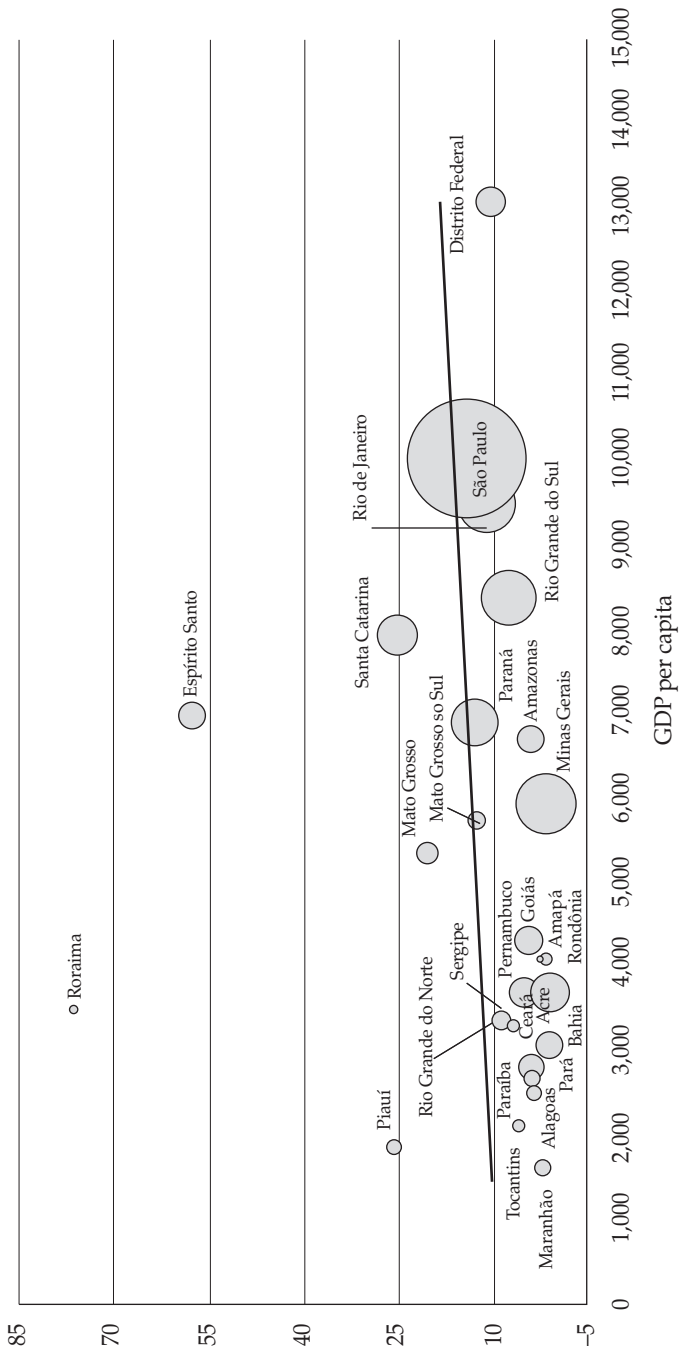 85
70
55
40
25
10
–5
Roraima
Espírito Santo
Piauí
Santa Catarina
Rio de Janeiro
Mato Grosso
Mato Grosso so Sul
Distrito Federal
São Paulo
Rio Grande do Norte
Sergipe
Paraná
Rio Grande do Sul
Amazonas
Minas Gerais
Pernambuco
Goiás
Amapá
Rondônia
Ceará
Acre
Bahia
Pará
Paraíba
Alagoas
Tocantins
Maranhão
0
1,000
2,000
3,000
4,000
5,000
6,000
7,000
8,000
9,000
10,000
11,000
12,000
13,000
14,000
15,000
GDP per capita